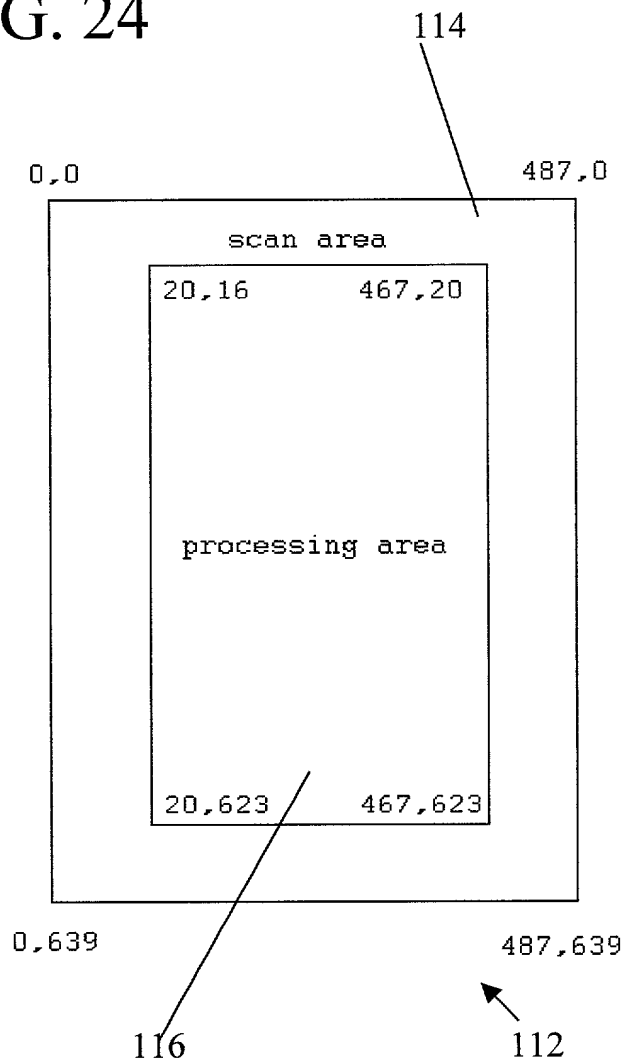 G. 24
114
0,0 487,0
scan area
20,16 467,20
processing area
20,623 467,623
0,639 487,639
116 112